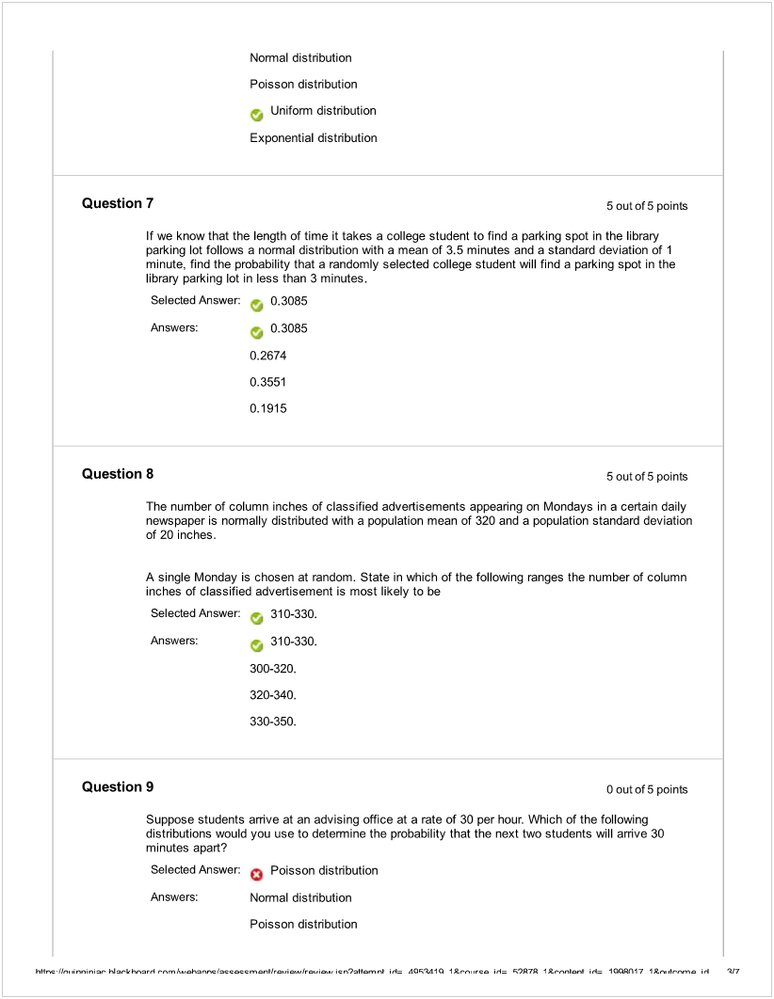 Normal distribution
Poisson distribution
Uniform distribution
Exponential distribution
Question 7
5 out of 5 points
If we know that the length of time it takes a college student to find a parking spot in the library
parking lot follows a normal distribution with a mean of 3.5 minutes and a standard deviation of 1
minute, find the probability that a randomly selected college student will find a parking spot in the
library parking lot in less than 3 minutes.
Selected Answer: 0.3085
Answers: 0.3085
0.2674
0.3551
0.1915
Question 8
5 out of 5 points
The number of column inches of classified advertisements appearing on Mondays in a certain daily
newspaper is normally distributed with a population mean of 320 and a population standard deviation
of 20 inches.
A single Monday is chosen at random. State in which of the following ranges the number of column
inches of classified advertisement is most likely to be
Selected Answer: 310-330.
Answers: 310-330.
300-320.
320-340.
330-350.
Question 9
0 out of 5 points
Suppose students arrive at an advising office at a rate of 30 per hour. Which of the following
distributions would you use to determine the probability that the next two students will arrive 30
minutes apart?
Selected Answer: Poisson distribution
Answers: Normal distribution
Poisson distribution
https://quinnipiac.blackboard.com/webapps/assessment/review/review.jsp?attempt_id=_4953419_1&course_id=_52878_1&content_id=_1998017_1&outcome_id... 3/7